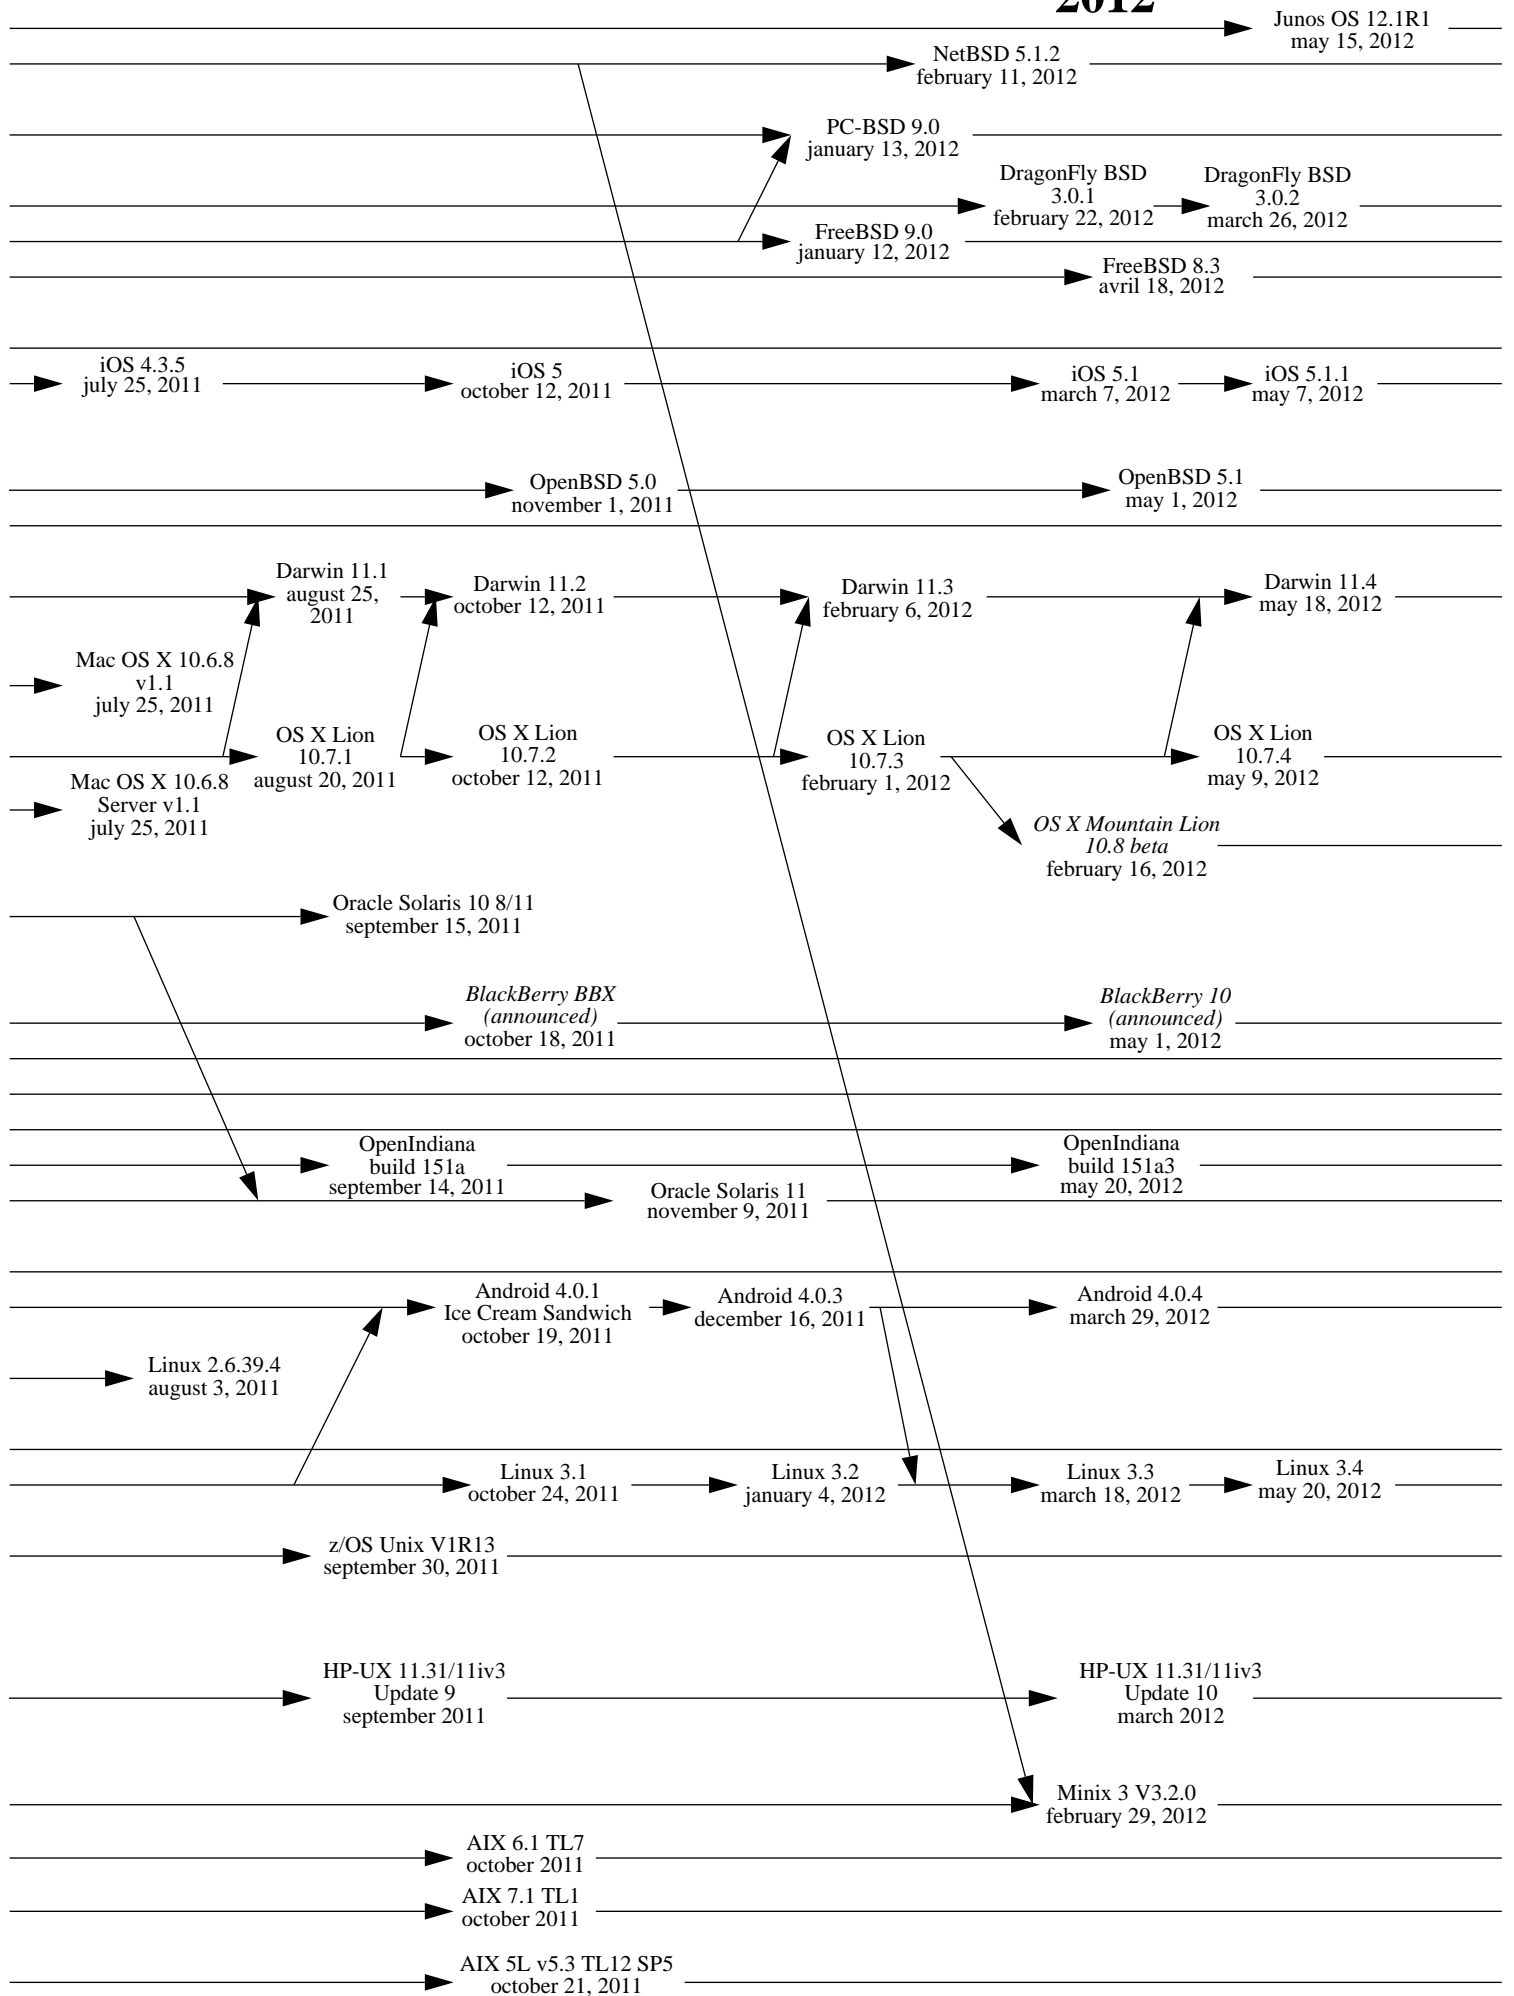 2012
Junos OS 12.1R1
may 15, 2012
NetBSD 5.1.2
february 11, 2012
PC-BSD 9.0
january 13, 2012
DragonFly BSD
3.0.1
february 22, 2012
DragonFly BSD
3.0.2
march 26, 2012
FreeBSD 9.0
january 12, 2012
FreeBSD 8.3
avril 18, 2012
iOS 4.3.5
july 25, 2011
iOS 5
october 12, 2011
iOS 5.1
march 7, 2012
iOS 5.1.1
may 7, 2012
OpenBSD 5.0
november 1, 2011
OpenBSD 5.1
may 1, 2012
Darwin 11.1
august 25,
2011
Darwin 11.2
october 12, 2011
Darwin 11.3
february 6, 2012
Darwin 11.4
may 18, 2012
Mac OS X 10.6.8
v1.1
july 25, 2011
OS X Lion
10.7.1
august 20, 2011
OS X Lion
10.7.2
october 12, 2011
OS X Lion
10.7.3
february 1, 2012
OS X Lion
10.7.4
may 9, 2012
Mac OS X 10.6.8
Server v1.1
july 25, 2011
OS X Mountain Lion
10.8 beta
february 16, 2012
Oracle Solaris 10 8/11
september 15, 2011
BlackBerry BBX
(announced)
october 18, 2011
BlackBerry 10
(announced)
may 1, 2012
OpenIndiana
build 151a
september 14, 2011
OpenIndiana
build 151a3
may 20, 2012
Oracle Solaris 11
november 9, 2011
Android 4.0.1
Ice Cream Sandwich
october 19, 2011
Android 4.0.3
december 16, 2011
Android 4.0.4
march 29, 2012
Linux 2.6.39.4
august 3, 2011
Linux 3.1
october 24, 2011
Linux 3.2
january 4, 2012
Linux 3.3
march 18, 2012
Linux 3.4
may 20, 2012
z/OS Unix V1R13
september 30, 2011
HP-UX 11.31/11iv3
Update 9
september 2011
HP-UX 11.31/11iv3
Update 10
march 2012
Minix 3 V3.2.0
february 29, 2012
AIX 6.1 TL7
october 2011
AIX 7.1 TL1
october 2011
AIX 5L v5.3 TL12 SP5
october 21, 2011